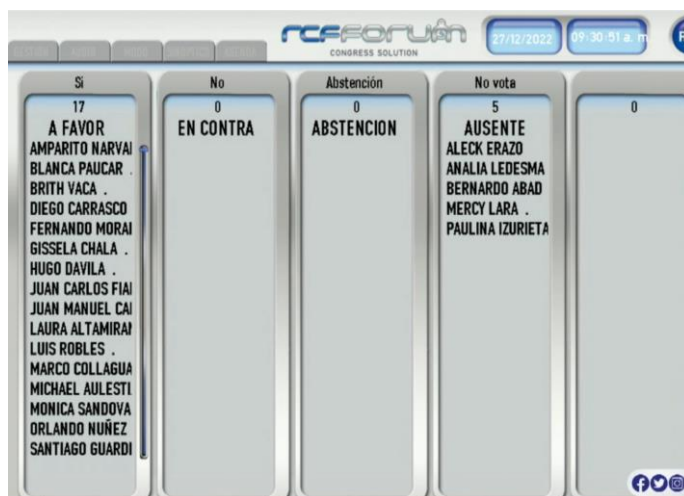 RCFFORUM
CONGRESS SOLUTION
27/12/2022
09:30:51 a. m
Si
17
A FAVOR
AMPARITO NARVAI
BLANCA PAUCAR .
BRITH VACA .
DIEGO CARRASCO
FERNANDO MORAI
GISSELA CHALA .
HUGO DAVILA .
JUAN CARLOS FIAI
JUAN MANUEL CAI
LAURA ALTAMIRAN
LUIS ROBLES .
MARCO COLLAGUA
MICHAEL AULESTI.
MONICA SANDOVA
ORLANDO NUÑEZ
SANTIAGO GUARDI
No
0
EN CONTRA
Abstención
0
ABSTENCION
No vota
5
AUSENTE
ALECK ERAZO
ANALIA LEDESMA
BERNARDO ABAD
MERCY LARA .
PAULINA IZURIETA
0